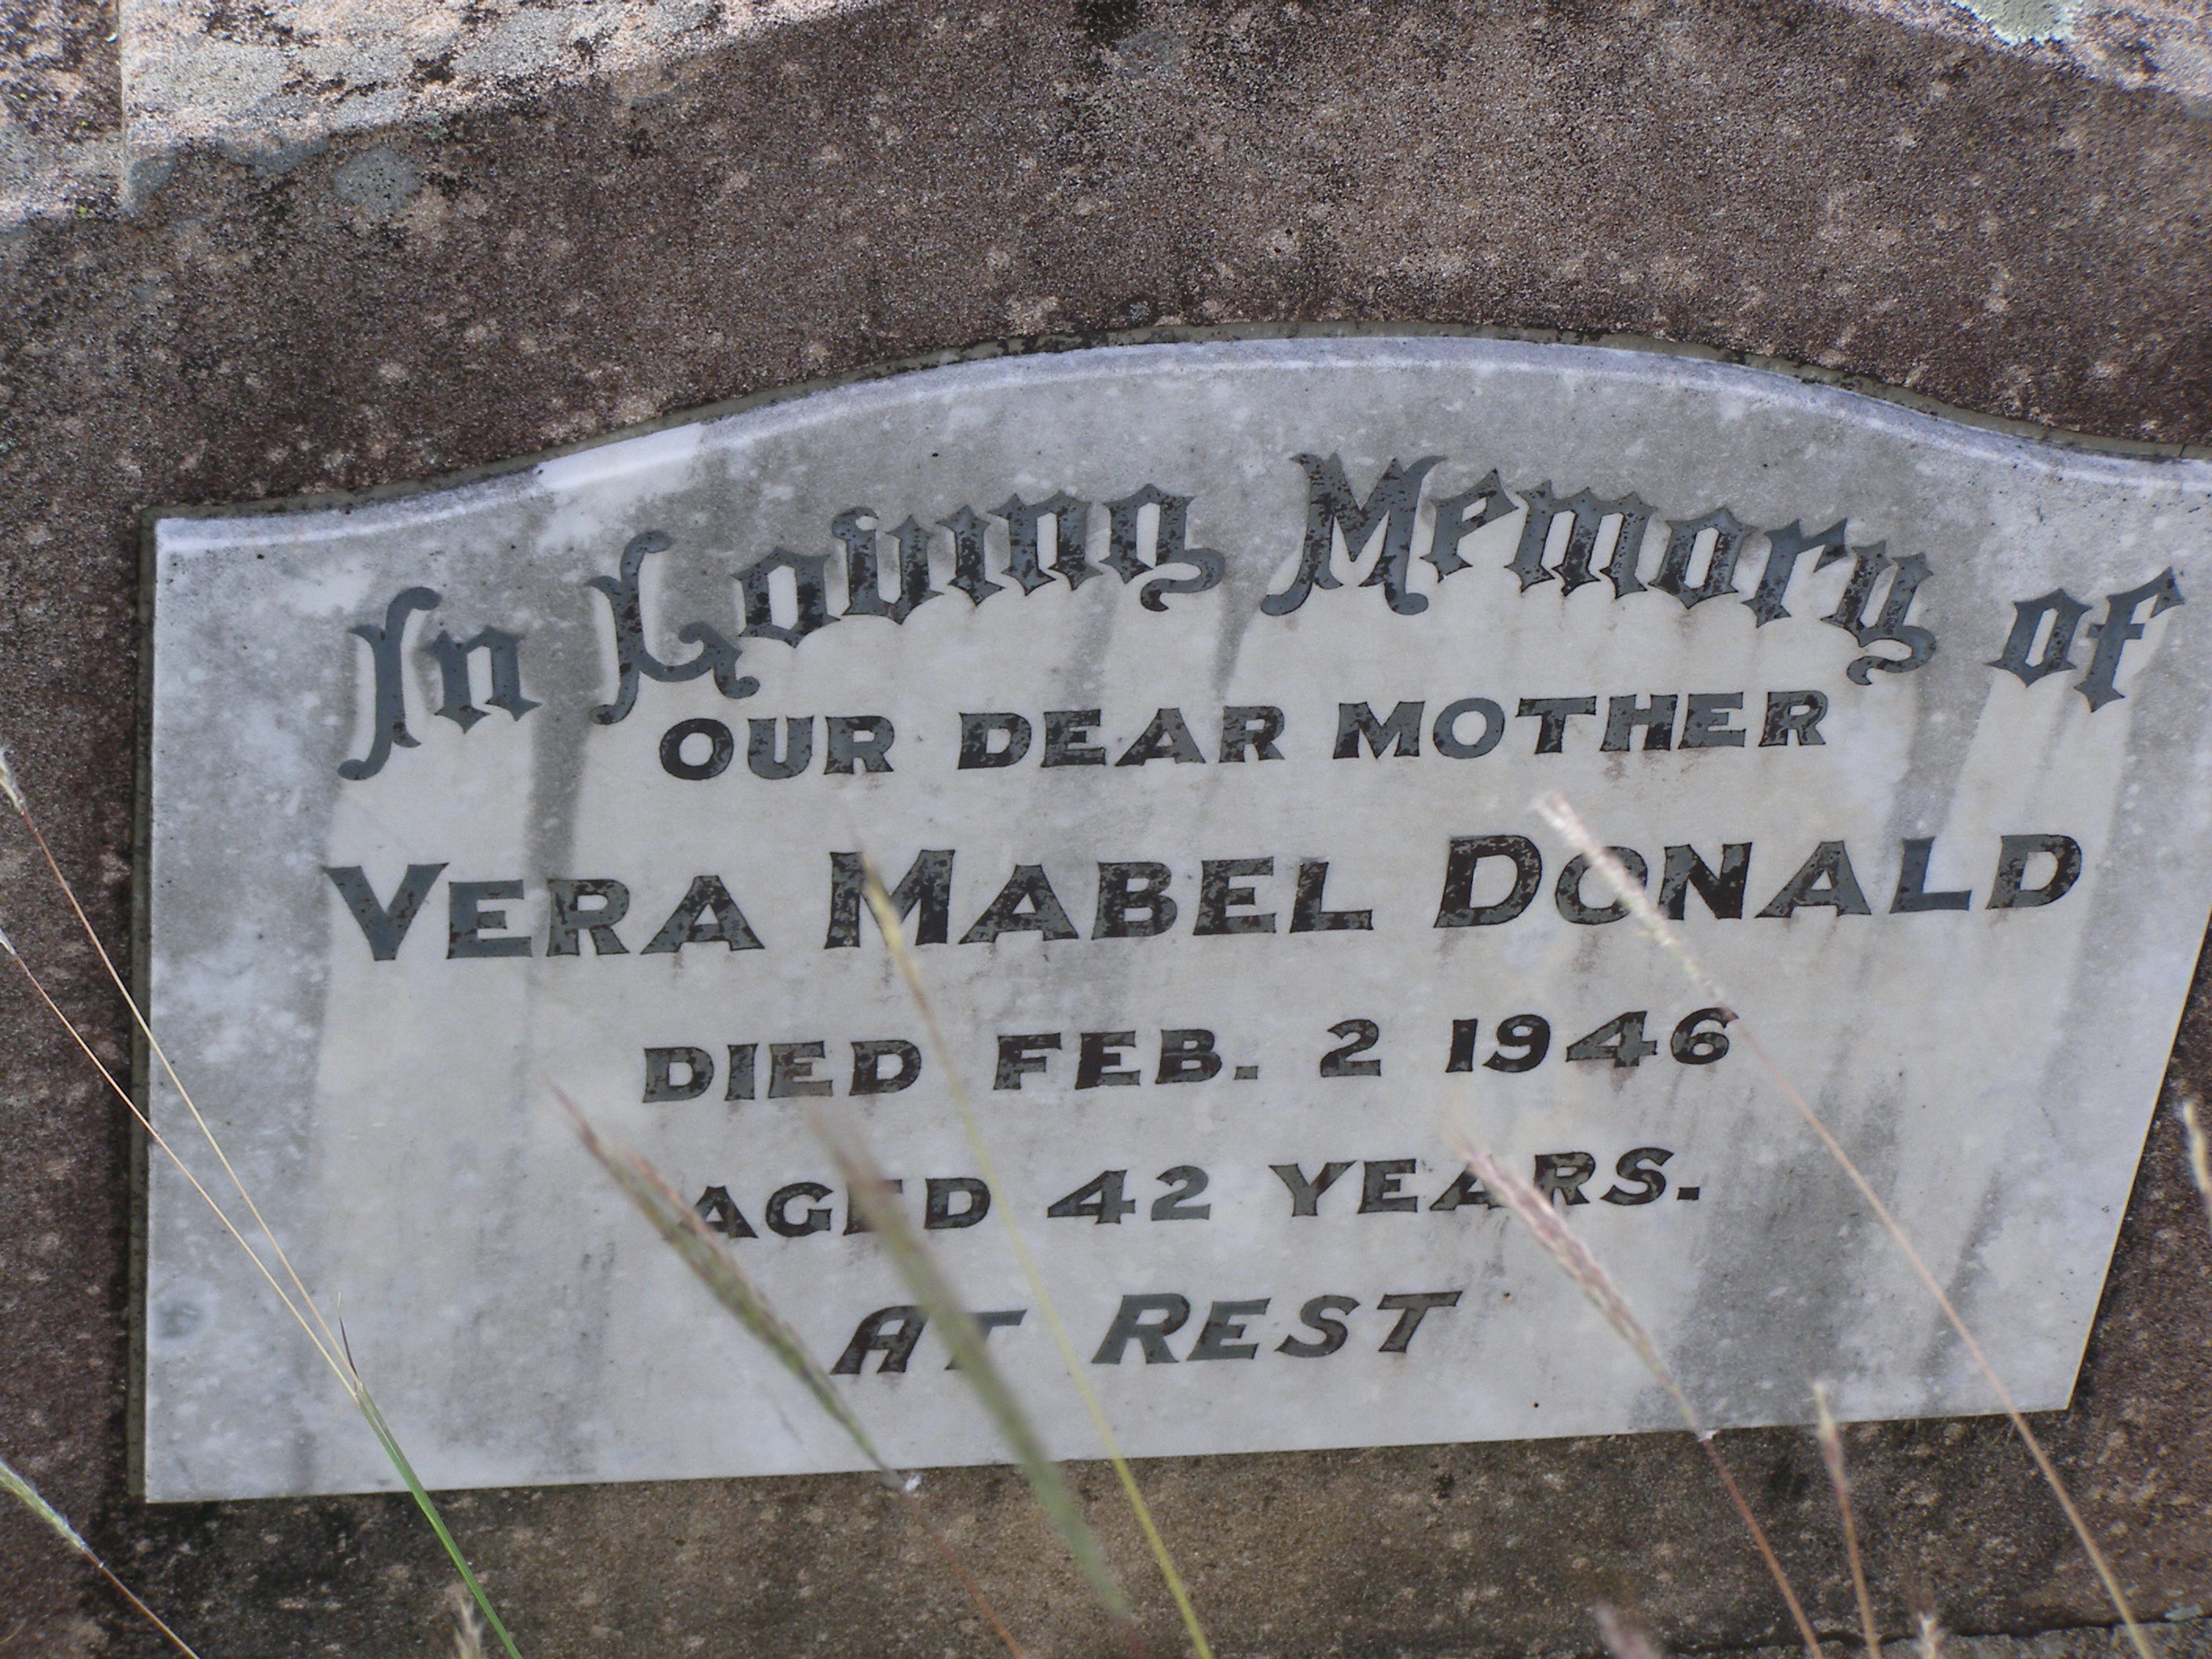 In Loving Memory of
OUR DEAR MOTHER
VERA MABEL DONALD
DIED FEB. 2 1946
AGED 42 YEARS.
AT REST